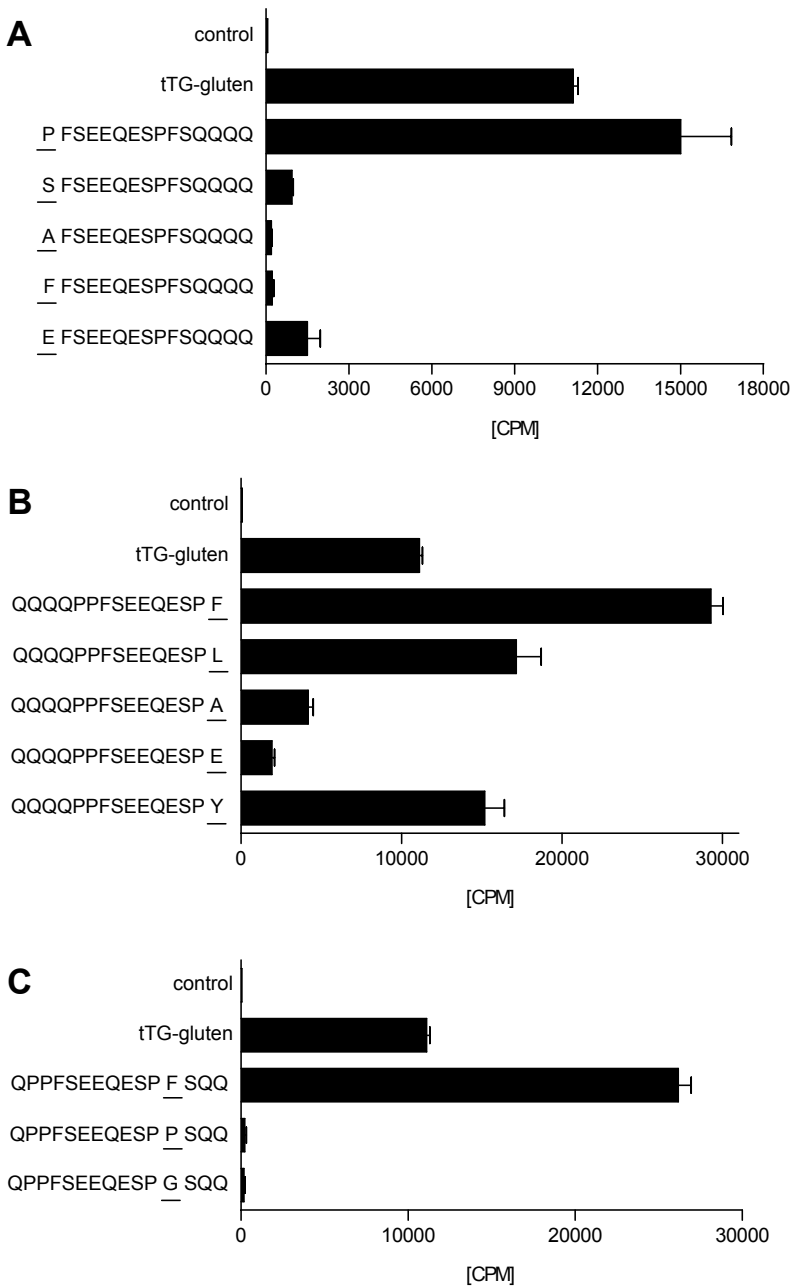 A
control
tTG-gluten
P FSEEQESPFSQQQQ
S FSEEQESPFSQQQQ
A FSEEQESPFSQQQQ
F FSEEQESPFSQQQQ
E FSEEQESPFSQQQQ
0 3000 6000 9000 12000 15000 18000
[CPM]
B
control
tTG-gluten
QQQQPPFSEEQESP F
QQQQPPFSEEQESP L
QQQQPPFSEEQESP A
QQQQPPFSEEQESP E
QQQQPPFSEEQESP Y
0 10000 20000 30000
[CPM]
C
control
tTG-gluten
QPPFSEEQESP F SQQ
QPPFSEEQESP P SQQ
QPPFSEEQESP G SQQ
0 10000 20000 30000
[CPM]